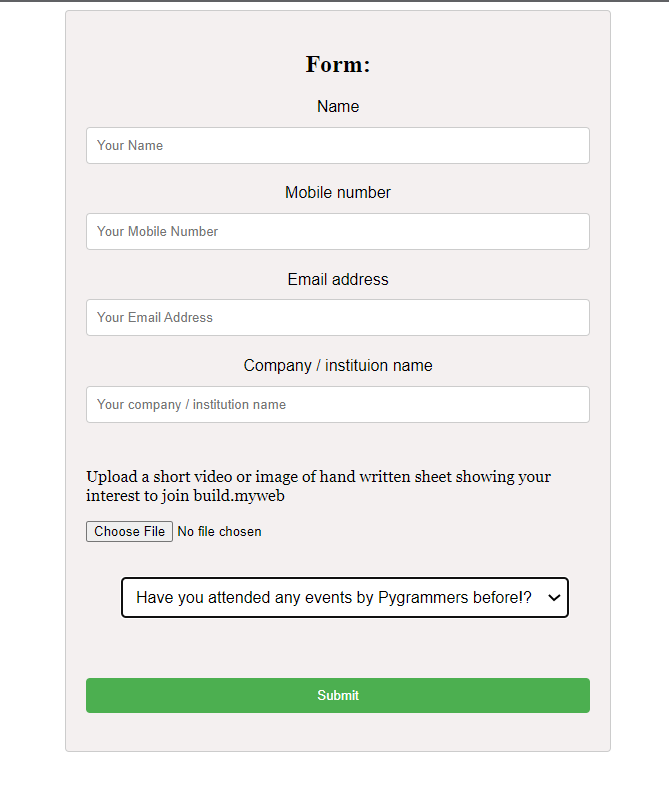 Form:
Name
Your Name
Mobile number
Your Mobile Number
Email address
Your Email Address
Company / instituion name
Your company / institution name
Upload a short video or image of hand written sheet showing your
interest to join build.myweb
Choose File No file chosen
Have you attended any events by Pygrammers before!?
Submit